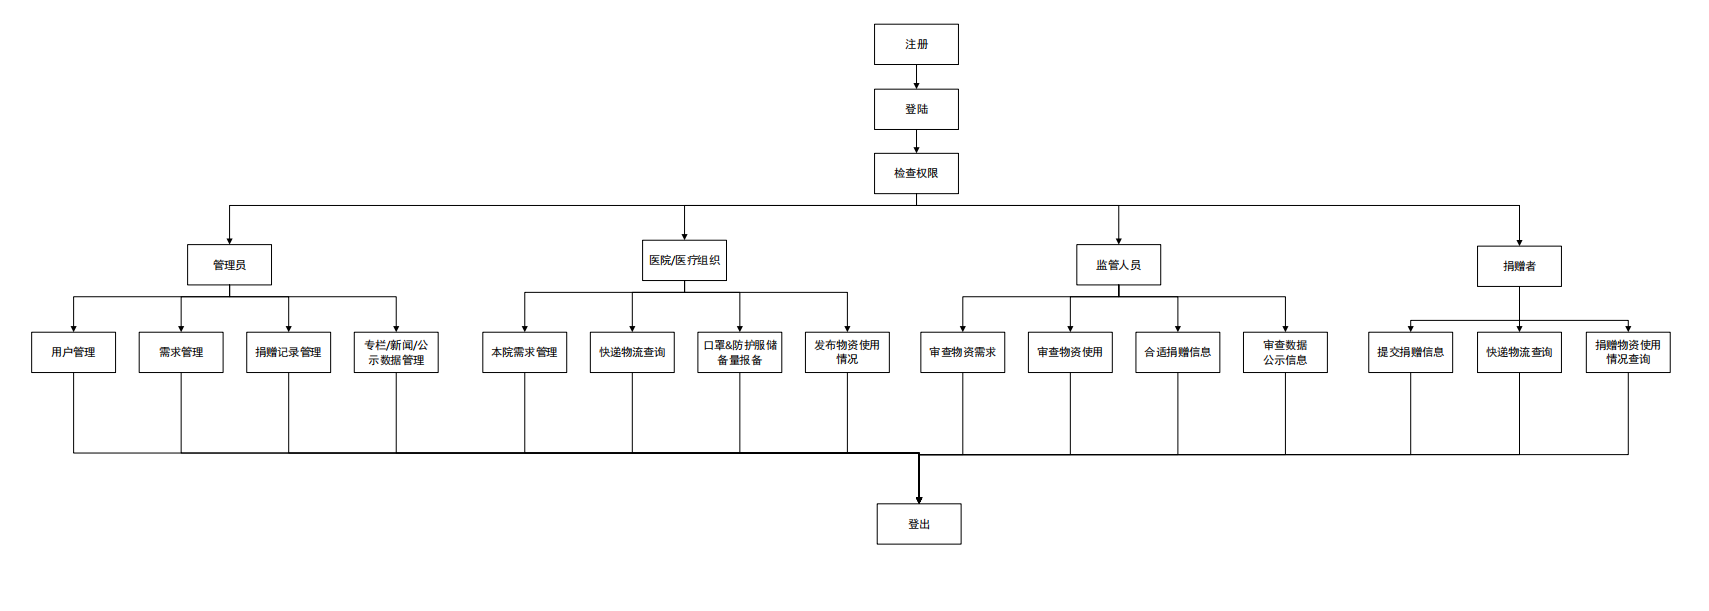 注册
登陆
检查权限
管理员
医院/医疗组织
监管人员
捐赠者
用户管理
需求管理
捐赠记录管理
专栏/新闻/公
示数据管理
本院需求管理
快递物流查询
口罩&防护服储
备量报备
发布物资使用
情况
审查物资需求
审查物资使用
合适捐赠信息
审查数据
公示信息
提交捐赠信息
快递物流查询
捐赠物资使用
情况查询
登出